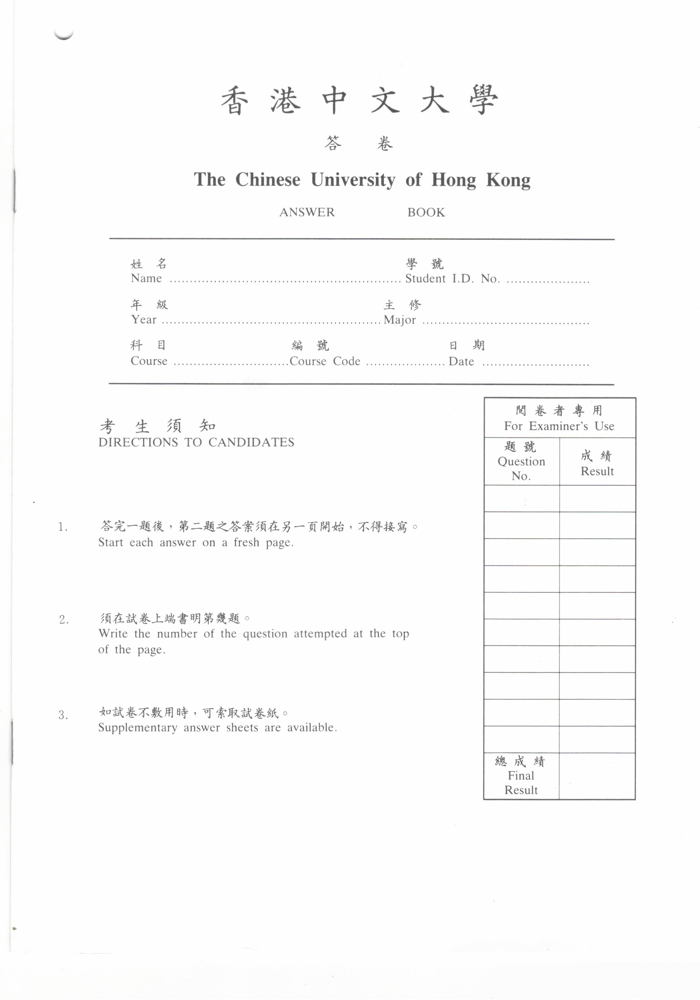 香港中文大學
答 卷
The Chinese University of Hong Kong
ANSWER BOOK
姓 名 學 號
Name ........................................................... Student I.D. No. .....................
年 級 主 修
Year ........................................................ Major ..........................................
科 目 編 號 日 期
Course .............................Course Code .................... Date ...........................
考 生 須 知
DIRECTIONS TO CANDIDATES
1. 答完一題後，第二題之答案須在另一頁開始，不得接寫。
Start each answer on a fresh page.
2. 須在試卷上端書明第幾題。
Write the number of the question attempted at the top
of the page.
3. 如試卷不敷用時，可索取試卷紙。
Supplementary answer sheets are available.
閱卷者專用
For Examiner's Use
題 號
Question
No.
成 績
Result
總 成 績
Final
Result